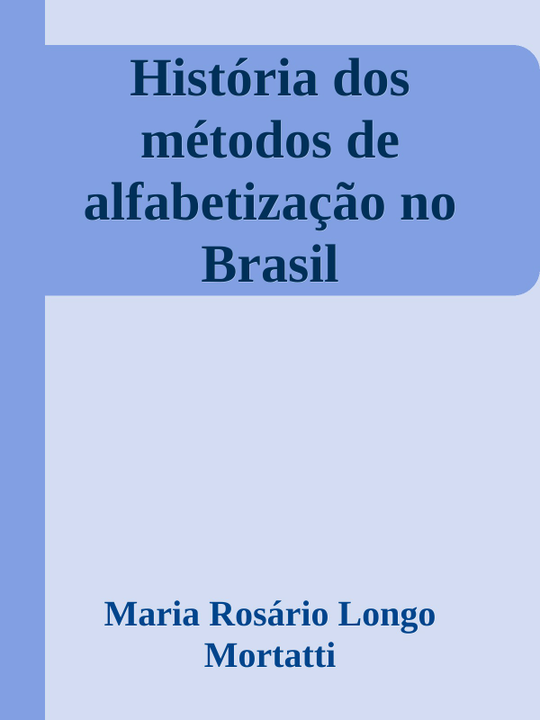 História dos
métodos de
alfabetização no
Brasil
Maria Rosário Longo
Mortatti